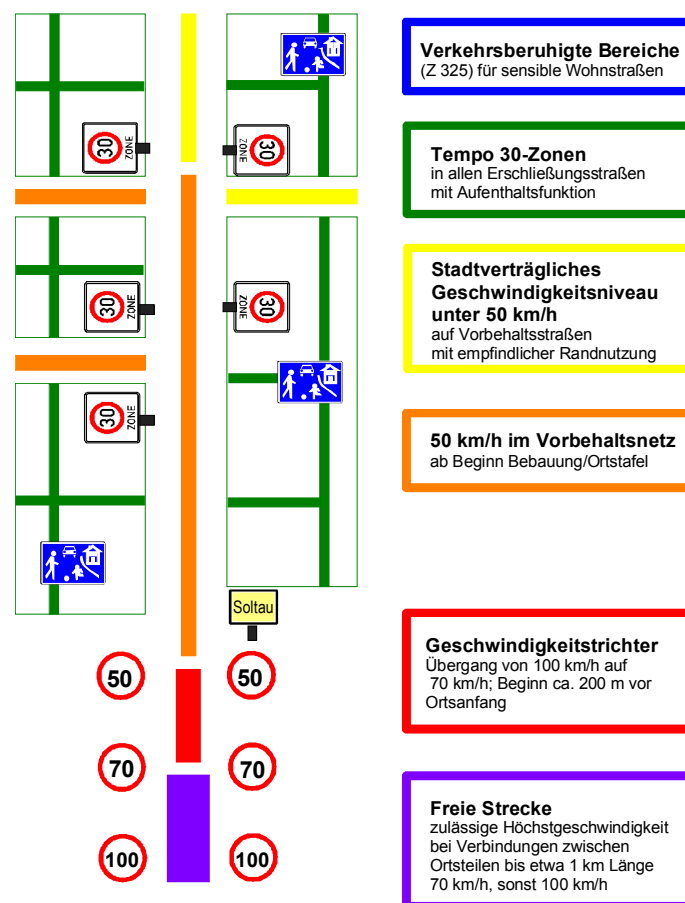 Verkehrsberuhigte Bereiche
(Z 325) für sensible Wohnstraßen
30
ZONE
30
ZONE
Tempo 30-Zonen
in allen Erschließungsstraßen
mit Aufenthaltsfunktion
Stadtverträgliches
Geschwindigkeitsniveau
unter 50 km/h
auf Vorbehaltsstraßen
mit empfindlicher Randnutzung
30
ZONE
30
ZONE
30
ZONE
50 km/h im Vorbehaltsnetz
ab Beginn Bebauung/Ortstafel
Soltau
50
50
Geschwindigkeitstrichter
Übergang von 100 km/h auf
70 km/h; Beginn ca. 200 m vor
Ortsanfang
70
70
Freie Strecke
zulässige Höchstgeschwindigkeit
bei Verbindungen zwischen
Ortsteilen bis etwa 1 km Länge
70 km/h, sonst 100 km/h
100
100